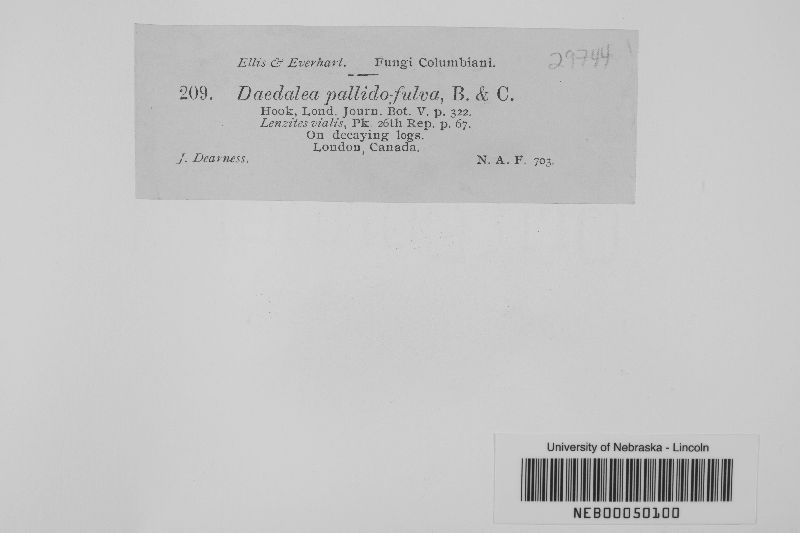 Ellis & Everhart. Fungi Columbiani. 29744
209. Daedalea pallido-fulva, B. & C.
Hook, Lond. Journ. Bot. V. p. 322.
Lenzites vialis, Pk. 26th Rep. p. 67.
On decaying logs.
London, Canada.
J. Dearness. N. A. F. 703.
University of Nebraska - Lincoln
NEB00050100